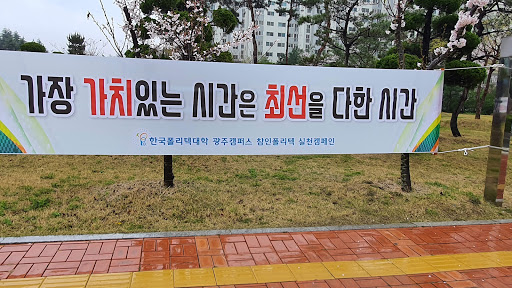 가장 가치있는 시간은 최선을 다한 시간
한국폴리텍대학 광주캠퍼스 참인폴리텍 실천캠페인